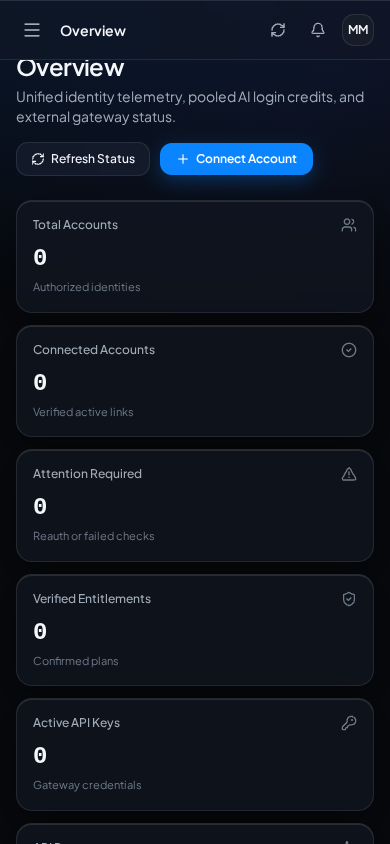 Overview
MM
Overview
Unified identity telemetry, pooled AI login credits, and
external gateway status.
Refresh Status
Connect Account
Total Accounts
0
Authorized identities
Connected Accounts
0
Verified active links
Attention Required
0
Reauth or failed checks
Verified Entitlements
0
Confirmed plans
Active API Keys
0
Gateway credentials